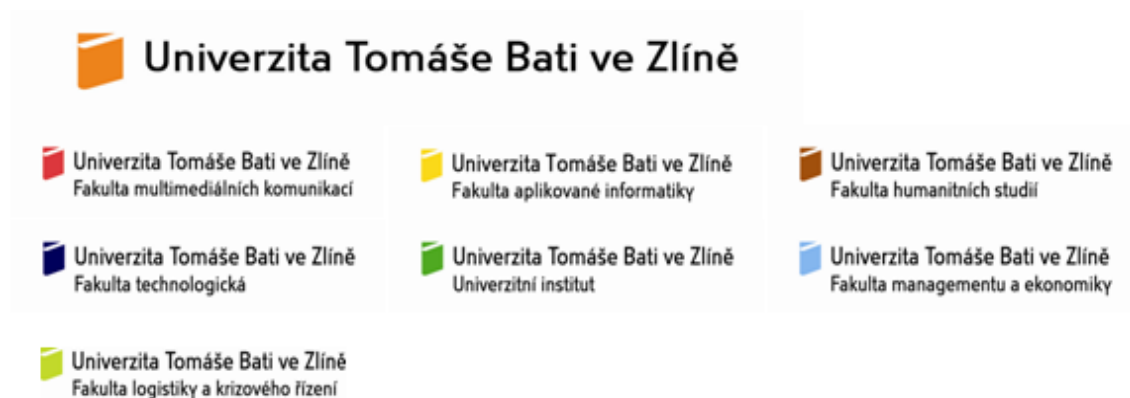 Univerzita Tomáše Bati ve Zlíně
Univerzita Tomáše Bati ve Zlíně
Fakulta multimediálních komunikací
Univerzita Tomáše Bati ve Zlíně
Fakulta aplikované informatiky
Univerzita Tomáše Bati ve Zlíně
Fakulta humanitních studií
Univerzita Tomáše Bati ve Zlíně
Fakulta technologická
Univerzita Tomáše Bati ve Zlíně
Univerzitní institut
Univerzita Tomáše Bati ve Zlíně
Fakulta managementu a ekonomiky
Univerzita Tomáše Bati ve Zlíně
Fakulta logistiky a krizového řízení